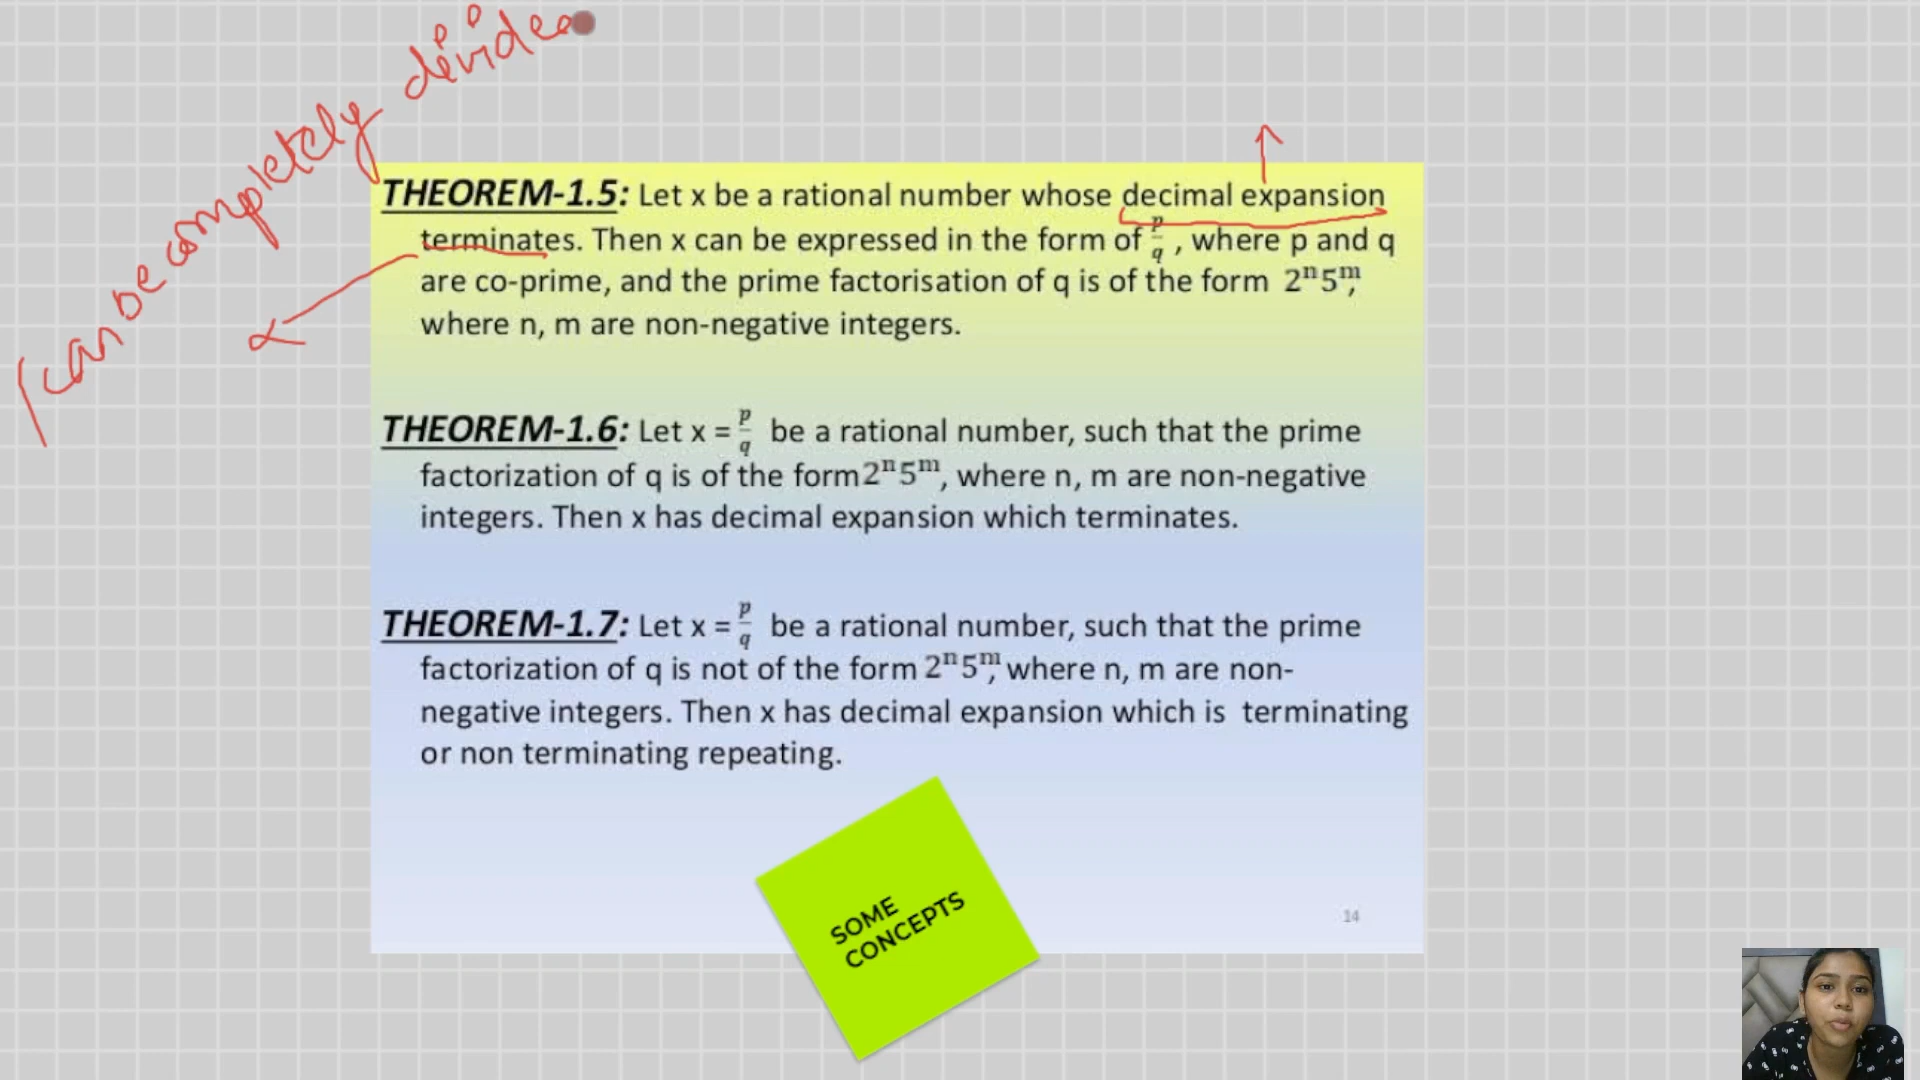 (can be completely devided
THEOREM-1.5: Let x be a rational number whose decimal expansion
terminates. Then x can be expressed in the form of p/q , where p and q
are co-prime, and the prime factorisation of q is of the form 2ⁿ5ᵐ,
where n, m are non-negative integers.
THEOREM-1.6: Let x = p/q be a rational number, such that the prime
factorization of q is of the form2ⁿ5ᵐ, where n, m are non-negative
integers. Then x has decimal expansion which terminates.
THEOREM-1.7: Let x = p/q be a rational number, such that the prime
factorization of q is not of the form 2ⁿ5ᵐ, where n, m are non-
negative integers. Then x has decimal expansion which is terminating
or non terminating repeating.
SOME
CONCEPTS
14